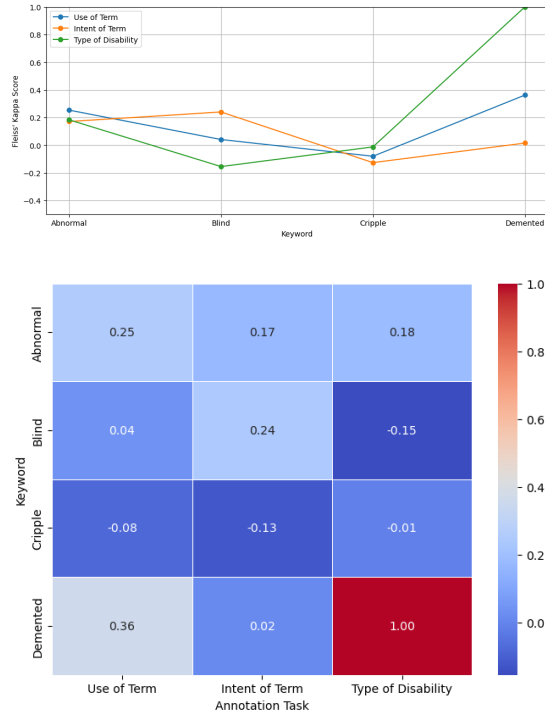 1.0
0.8
0.6
0.4
0.2
0.0
−0.2
−0.4
Fleiss' Kappa Score
Use of Term
Intent of Term
Type of Disability
Abnormal Blind Cripple Demented
Keyword
Abnormal 0.25 0.17 0.18
Blind 0.04 0.24 -0.15
Cripple -0.08 -0.13 -0.01
Demented 0.36 0.02 1.00
Keyword
Use of Term Intent of Term Type of Disability
Annotation Task
1.0
0.8
0.6
0.4
0.2
0.0